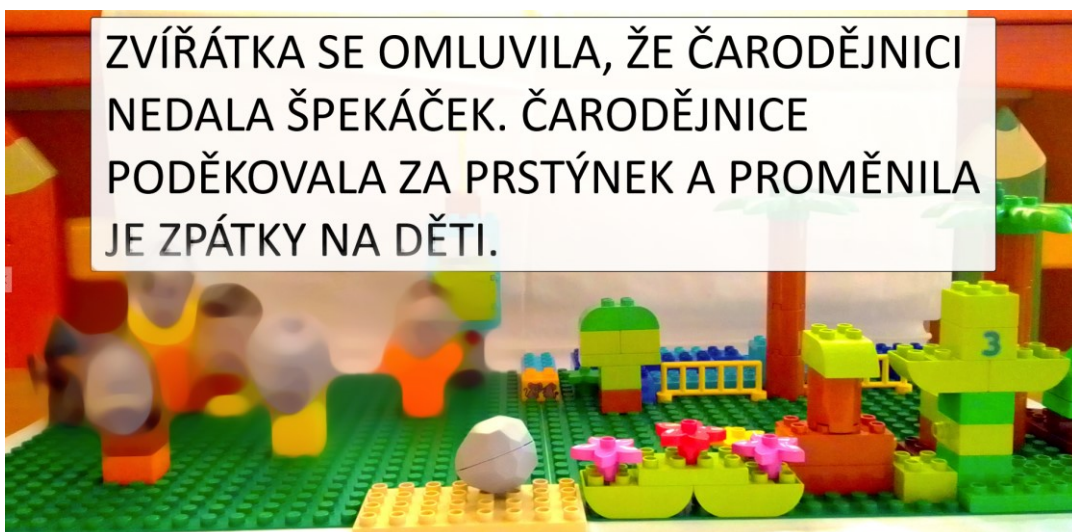 ZVÍŘÁTKA SE OMLUVILA, ŽE ČARODĚJNICI
NEDALA ŠPEKÁČEK. ČARODĚJNICE
PODĚKOVALA ZA PRSTÝNEK A PROMĚNILA
JE ZPÁTKY NA DĚTI.
3